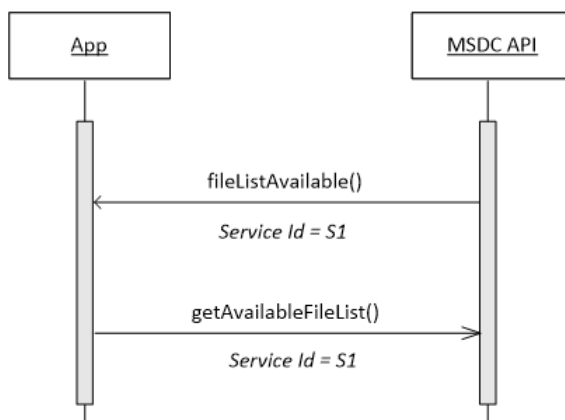 App
MSDC API
fileListAvailable()
Service Id = S1
getAvailableFileList()
Service Id = S1